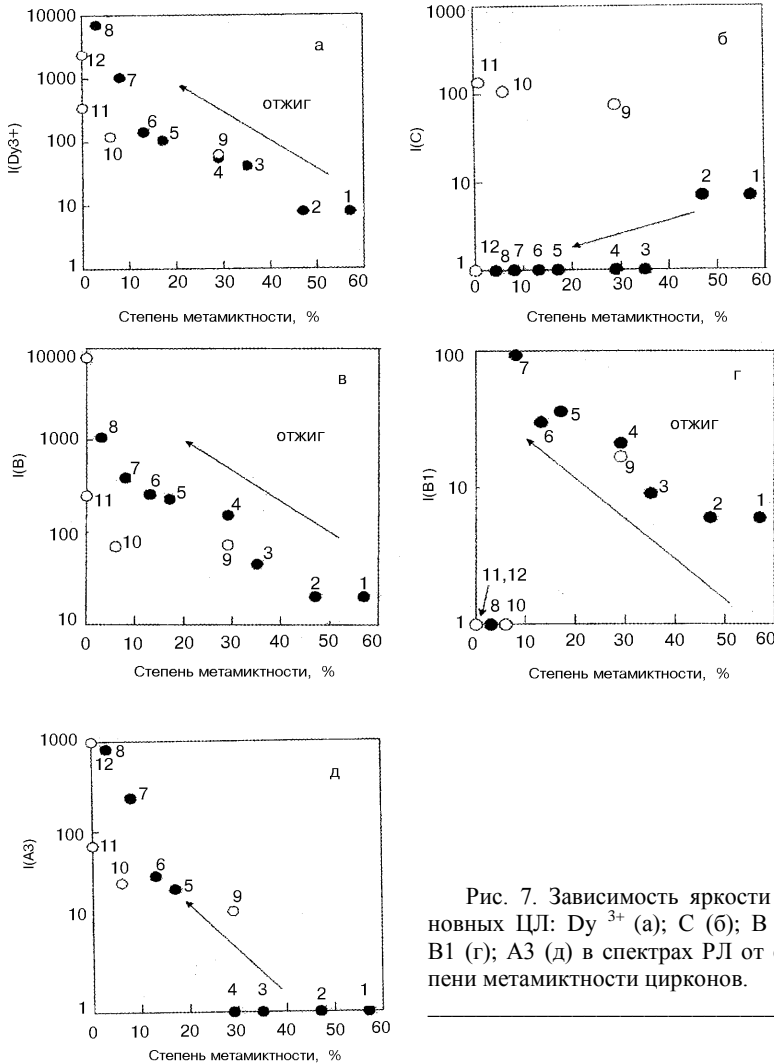 10000
1000
100
10
1
I(Dy3+)
а
отжиг
8
12
7
11
6
5
10
9
4
3
2
1
0 10 20 30 40 50 60
Степень метамиктности, %
1000
100
10
1
I(C)
б
11
10
9
2
1
12
8
7
6
5
4
3
0 10 20 30 40 50 60
Степень метамиктности, %
10000
1000
100
10
I(B)
в
отжиг
8
7
6
5
11
4
10
9
3
2
1
0 10 20 30 40 50 60
Степень метамиктности, %
100
10
1
I(B1)
г
отжиг
7
5
6
4
9
3
2
1
11,12
8
10
0 10 20 30 40 50 60
Степень метамиктности, %
1000
100
10
1
I(A3)
д
8
12
7
11
6
10
5
9
4
3
2
1
0 10 20 30 40 50 60
Степень метамиктности, %
Рис. 7. Зависимость яркости
новных ЦЛ: Dy 3+ (а); С (б); В
В1 (г); А3 (д) в спектрах РЛ от
пени метамиктности цирконов.